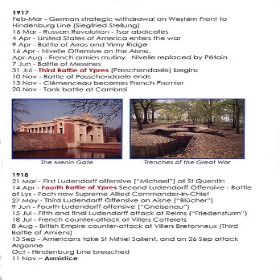 1917
Feb-Mar - German strategic withdrawal on Western Front to
Hindenburg Line (Siegfried Stellung)
16 Mar - Russian Revolution - Tsar abdicates
4 Apr - United States of America enters the war
9 Apr - Battle of Arras and Vimy Ridge
16 Apr - Nivelle Offensive on the Aisne.
Apr-Aug - French armies mutiny. Nivelle replaced by Pétain
7 Jun - Battle of Messines
31 Jul - Third Battle of Ypres (Passchendaele) begins
10 Nov - Battle of Passchendaele ends
13 Nov - Clémenceau becomes French Premier
20 Nov - Tank battle at Cambrai
The Menin Gate
Trenches of the Great War
1918
21 Mar - First Ludendorff offensive ("Michael") at St Quentin
14 Apr - Fourth Battle of Ypres Second Ludendorff Offensive - Battle
of Lys - Foch now Supreme Allied Commander-in-Chief
27 May - Third Ludendorff Offensive on Aisne ("Blücher")
9 Jun - Fourth Ludendorff offensive ("Gneisenau")
15 Jul - Fifth and final Ludendorff attack at Reims ("Friedensturm")
18 Jul - French counter-attack at Villers Cotterets
8 Aug - British Empire counter-attack at Villers Bretonneux (Third
Battle of Amiens)
13 Sep - Americans take St Mihiel Salient, and on 26 Sep attack
Argonne
Oct - Hindenburg Line breached
11 Nov - Armistice